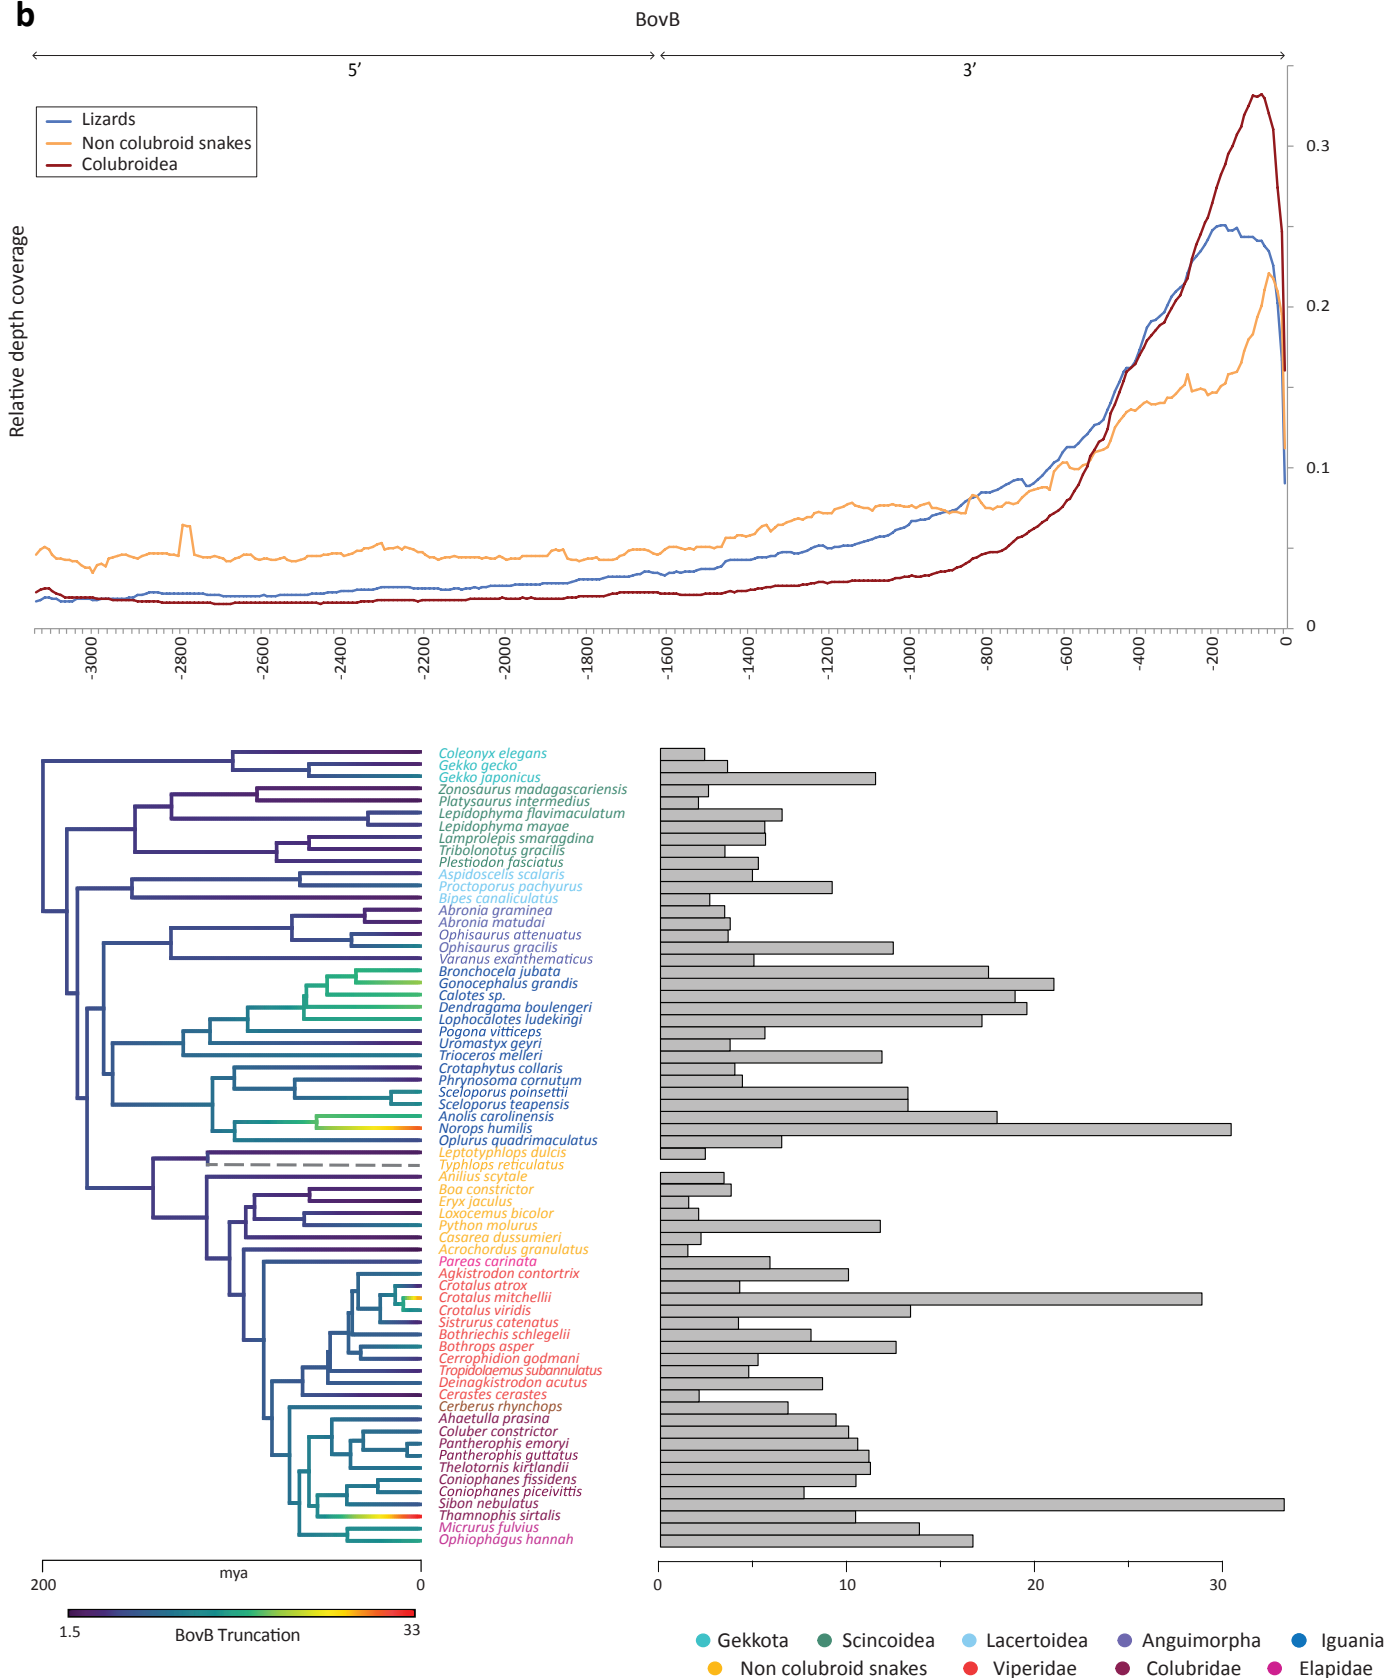 b
BovB
5’
3’
Lizards
Non colubroid snakes
Colubroidea
Relative depth coverage
0.3
0.2
0.1
0
-3000 -2800 -2600 -2400 -2200 -2000 -1800 -1600 -1400 -1200 -1000 -800 -600 -400 -200 0
Coleonyx elegans
Gekko gecko
Gekko japonicus
Zonosaurus madagascariensis
Platysaurus intermedius
Lepidophyma flavimaculatum
Lepidophyma mayae
Lamprolepis smaragdina
Tribolonotus gracilis
Plestiodon fasciatus
Aspidoscelis scalaris
Proctoporus pachyurus
Bipes canaliculatus
Abronia graminea
Abronia matudai
Ophisaurus attenuatus
Ophisaurus gracilis
Varanus exanthematicus
Bronchocela jubata
Gonocephalus grandis
Calotes sp.
Dendragama boulengeri
Lophocalotes ludekingi
Pogona vitticeps
Uromastyx geyri
Trioceros melleri
Crotaphytus collaris
Phrynosoma cornutum
Sceloporus poinsettii
Sceloporus teapensis
Anolis carolinensis
Norops humilis
Oplurus quadrimaculatus
Leptotyphlops dulcis
Typhlops reticulatus
Anilius scytale
Boa constrictor
Eryx jaculus
Loxocemus bicolor
Python molurus
Casarea dussumieri
Acrochordus granulatus
Pareas carinata
Agkistrodon contortrix
Crotalus atrox
Crotalus mitchellii
Crotalus viridis
Sistrurus catenatus
Bothriechis schlegelii
Bothrops asper
Cerrophidion godmani
Tropidolaemus subannulatus
Deinagkistrodon acutus
Cerastes cerastes
Cerberus rhynchops
Ahaetulla prasina
Coluber constrictor
Pantherophis emoryi
Pantherophis guttatus
Thelotornis kirtlandii
Coniophanes fissidens
Coniophanes piceivittis
Sibon nebulatus
Thamnophis sirtalis
Micrurus fulvius
Ophiophagus hannah
200 mya 0
0 10 20 30
1.5 BovB Truncation 33
Gekkota Scincoidea Lacertoidea Anguimorpha Iguania
Non colubroid snakes Viperidae Colubridae Elapidae